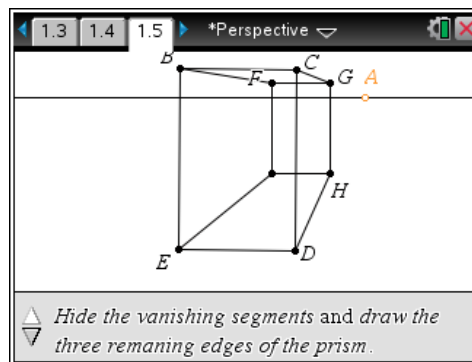 1.3 1.4 1.5 *Perspective
B C
F G A
H
E D
Hide the vanishing segments and draw the
three remaning edges of the prism.